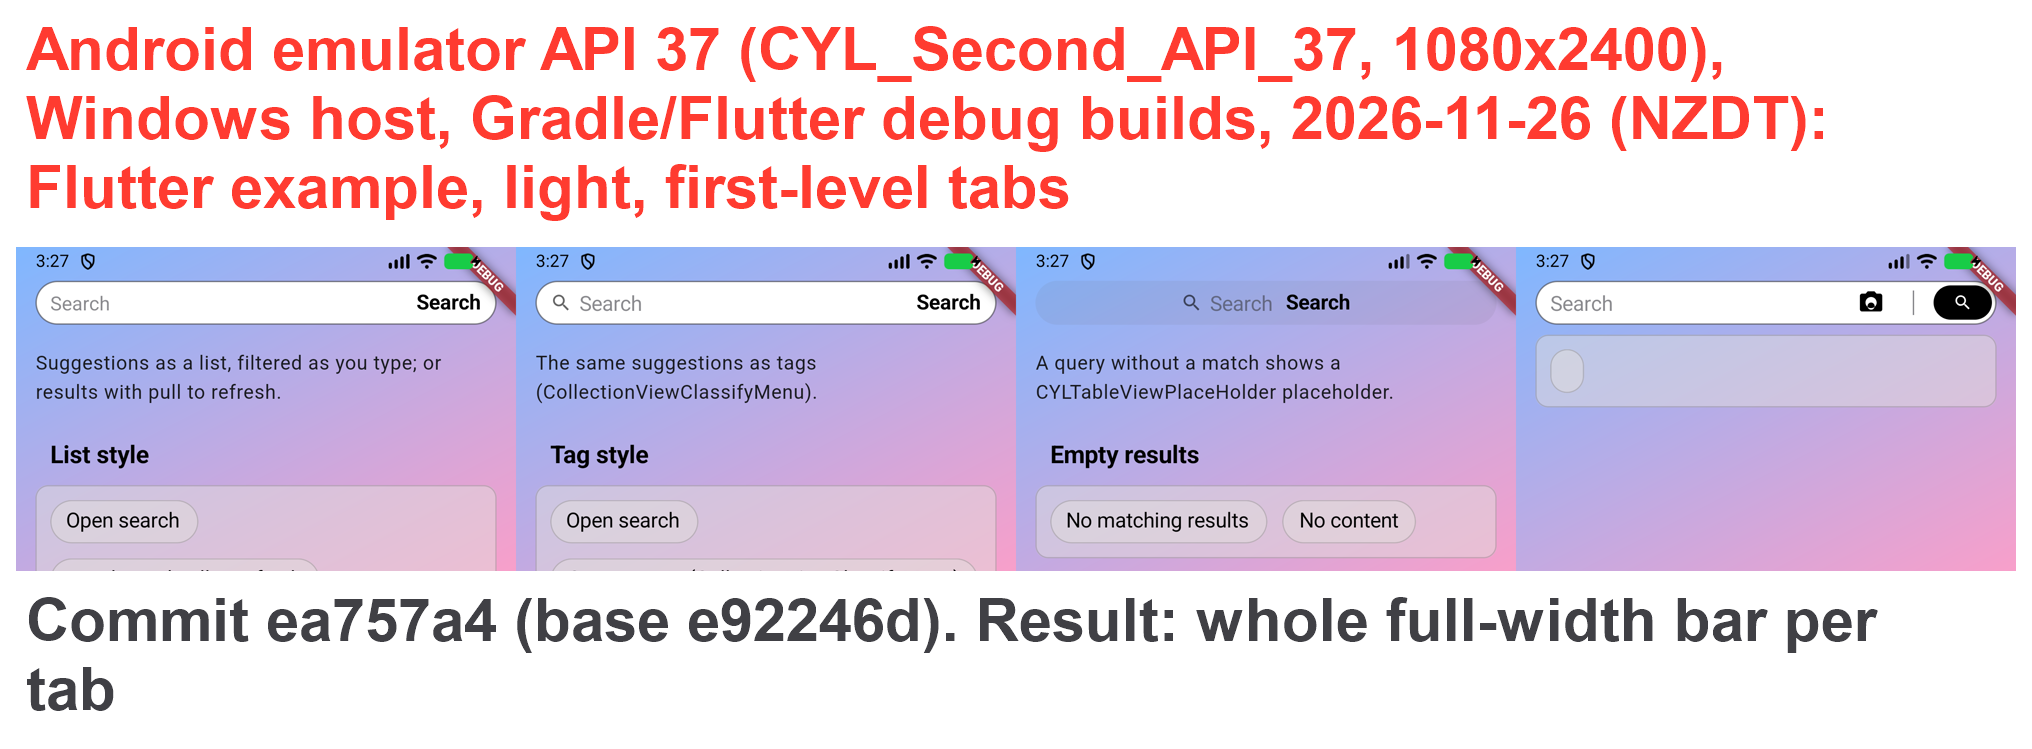 Android emulator API 37 (CYL_Second_API_37, 1080x2400),
Windows host, Gradle/Flutter debug builds, 2026-11-26 (NZDT):
Flutter example, light, first-level tabs
3:27
DEBUG
Search
Search
Suggestions as a list, filtered as you type; or
results with pull to refresh.
List style
Open search
3:27
DEBUG
Search
Search
The same suggestions as tags
(CollectionViewClassifyMenu).
Tag style
Open search
3:27
DEBUG
Search
Search
A query without a match shows a
CYLTableViewPlaceHolder placeholder.
Empty results
No matching results
No content
3:27
DEBUG
Search
Commit ea757a4 (base e92246d). Result: whole full-width bar per
tab